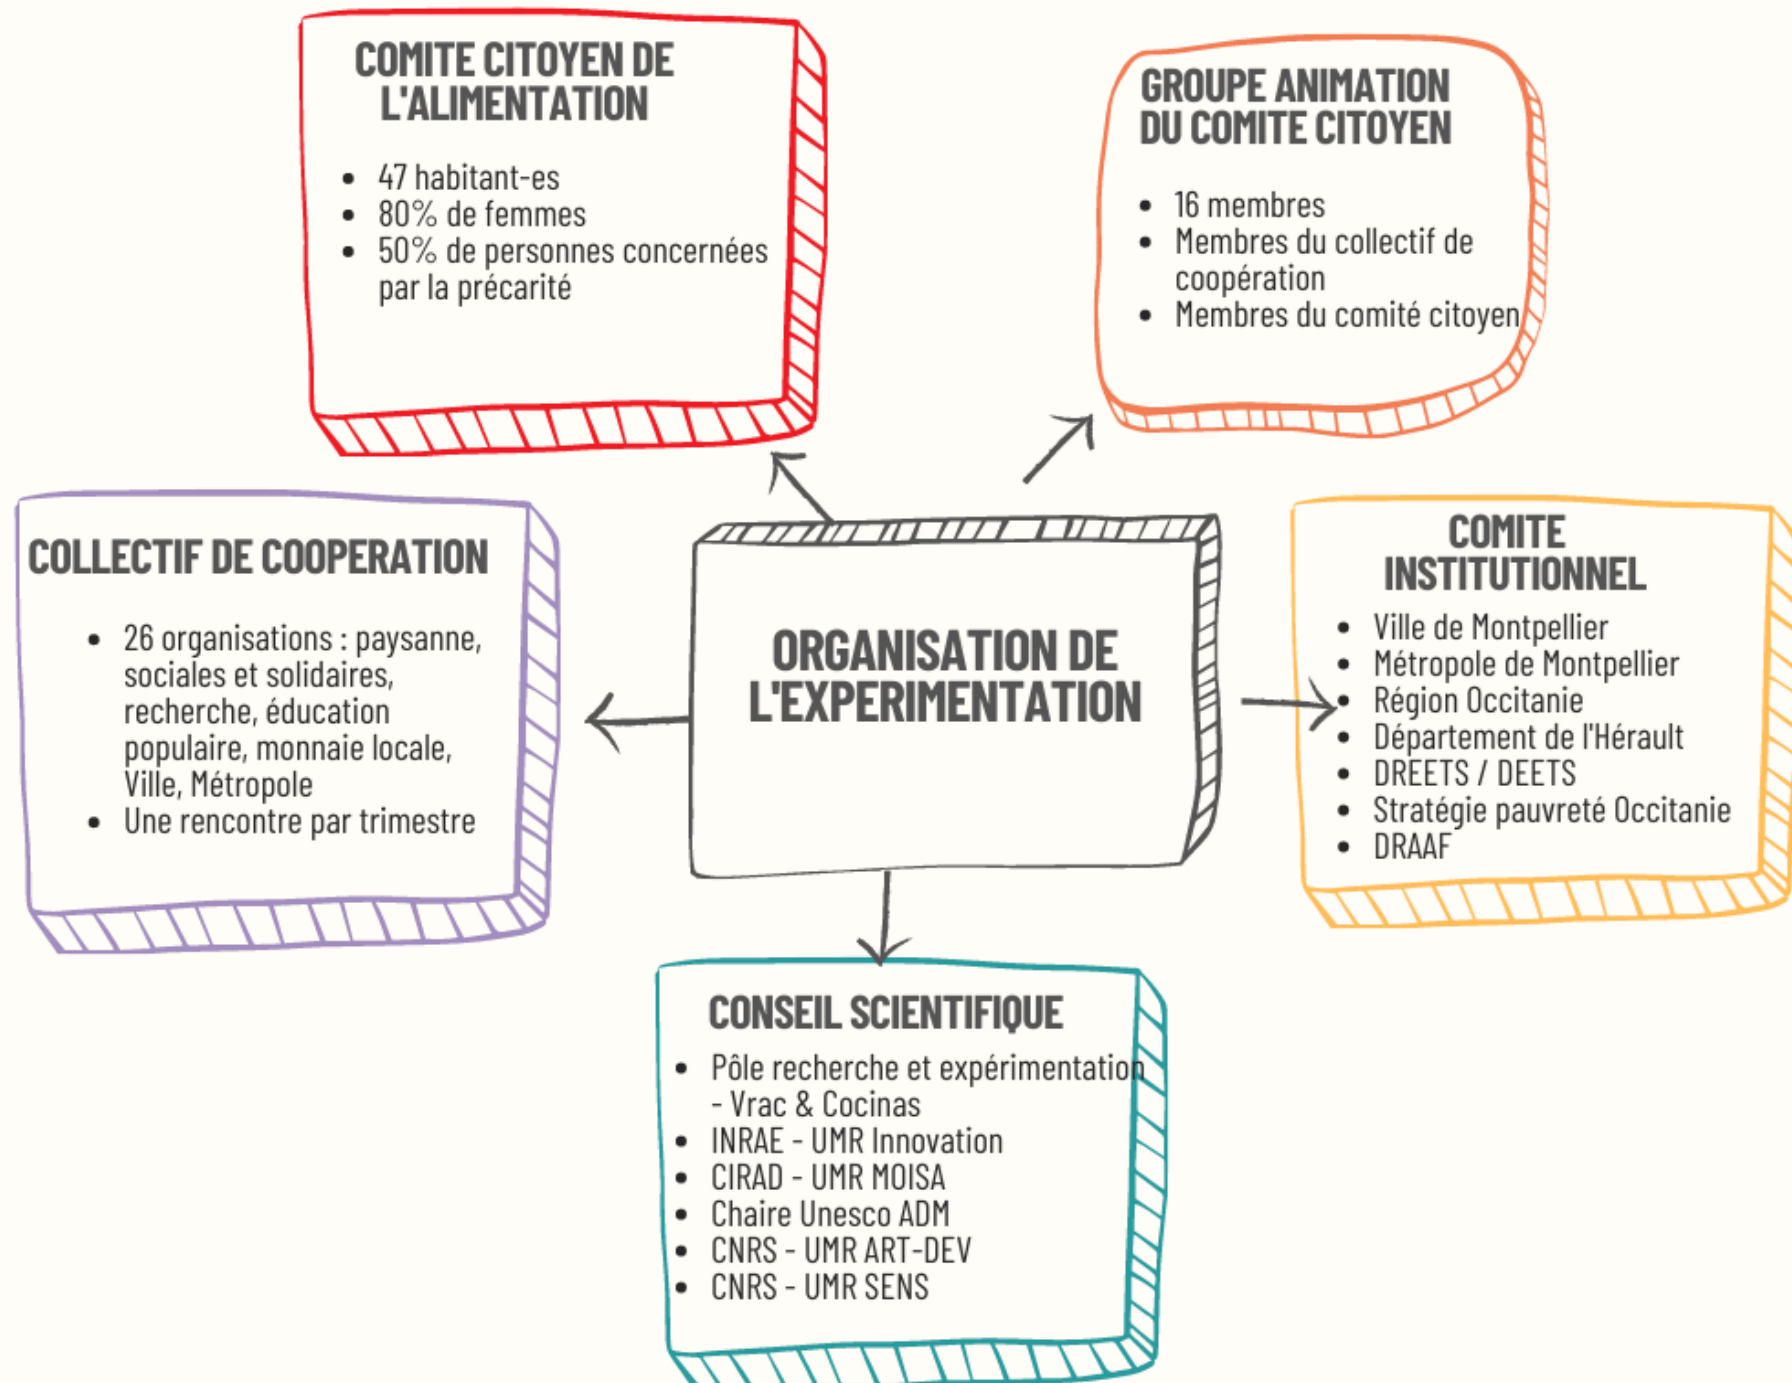 COMITE CITOYEN DE
L'ALIMENTATION
• 47 habitant-es
• 80% de femmes
• 50% de personnes concernées
par la précarité
GROUPE ANIMATION
DU COMITE CITOYEN
• 16 membres
• Membres du collectif de
coopération
• Membres du comité citoyen
COLLECTIF DE COOPERATION
• 26 organisations : paysanne,
sociales et solidaires,
recherche, éducation
populaire, monnaie locale,
Ville, Métropole
• Une rencontre par trimestre
ORGANISATION DE
L'EXPERIMENTATION
COMITE
INSTITUTIONNEL
• Ville de Montpellier
• Métropole de Montpellier
• Région Occitanie
• Département de l'Hérault
• DREETS / DEETS
• Stratégie pauvreté Occitanie
• DRAAF
CONSEIL SCIENTIFIQUE
• Pôle recherche et expérimentation
- Vrac & Cocinas
• INRAE - UMR Innovation
• CIRAD - UMR MOISA
• Chaire Unesco ADM
• CNRS - UMR ART-DEV
• CNRS - UMR SENS